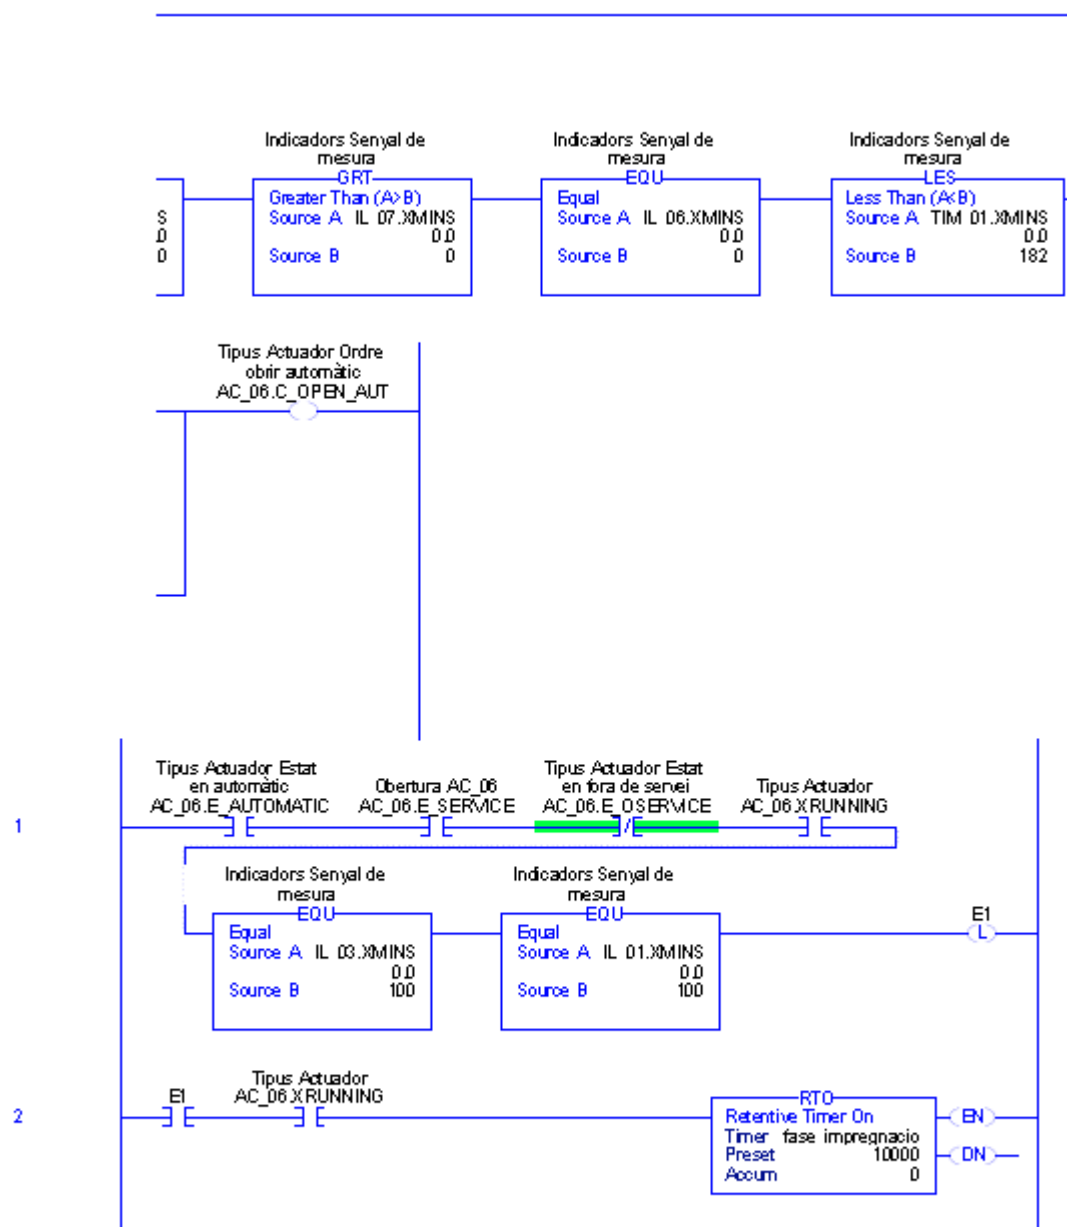 Indicadors Senyal de
mesura
GRT
Greater Than (A>B)
Source A IL 07.XMINS
0.0
Source B 0
Indicadors Senyal de
mesura
EQU
Equal
Source A IL 06.XMINS
0.0
Source B 0
Indicadors Senyal de
mesura
LES
Less Than (A<B)
Source A TIM 01.XMINS
0.0
Source B 182
S
.0
0
Tipus Actuador Ordre
obrir automàtic
AC_06.C_OPEN_AUT
1
Tipus Actuador Estat
en automàtic
AC_06.E_AUTOMATIC
Obertura AC_06
AC_06.E_SERVICE
Tipus Actuador Estat
en fora de servei
AC_06.E_OSERVICE
Tipus Actuador
AC_06.XRUNNING
Indicadors Senyal de
mesura
EQU
Equal
Source A IL 03.XMINS
0.0
Source B 100
Indicadors Senyal de
mesura
EQU
Equal
Source A IL 01.XMINS
0.0
Source B 100
E1
L
2
E1
Tipus Actuador
AC_06.XRUNNING
RTO
Retentive Timer On
Timer fase impregnacio
Preset 10000
Accum 0
EN
DN